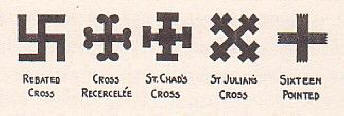 REBATED CROSS
CROSS RECERCELÉE
ST. CHAD'S CROSS
ST JULIAN'S CROSS
SIXTEEN POINTED